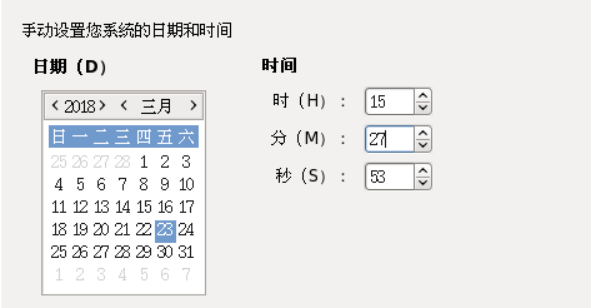 手动设置您系统的日期和时间
日期（D）
时间
< 2018 > < 三月 >
日 一 二 三 四 五 六
25 26 27 28 1 2 3
4 5 6 7 8 9 10
11 12 13 14 15 16 17
18 19 20 21 22 23 24
25 26 27 28 29 30 31
1 2 3 4 5 6 7
时（H）： 15
分（M）： 27
秒（S）： 53